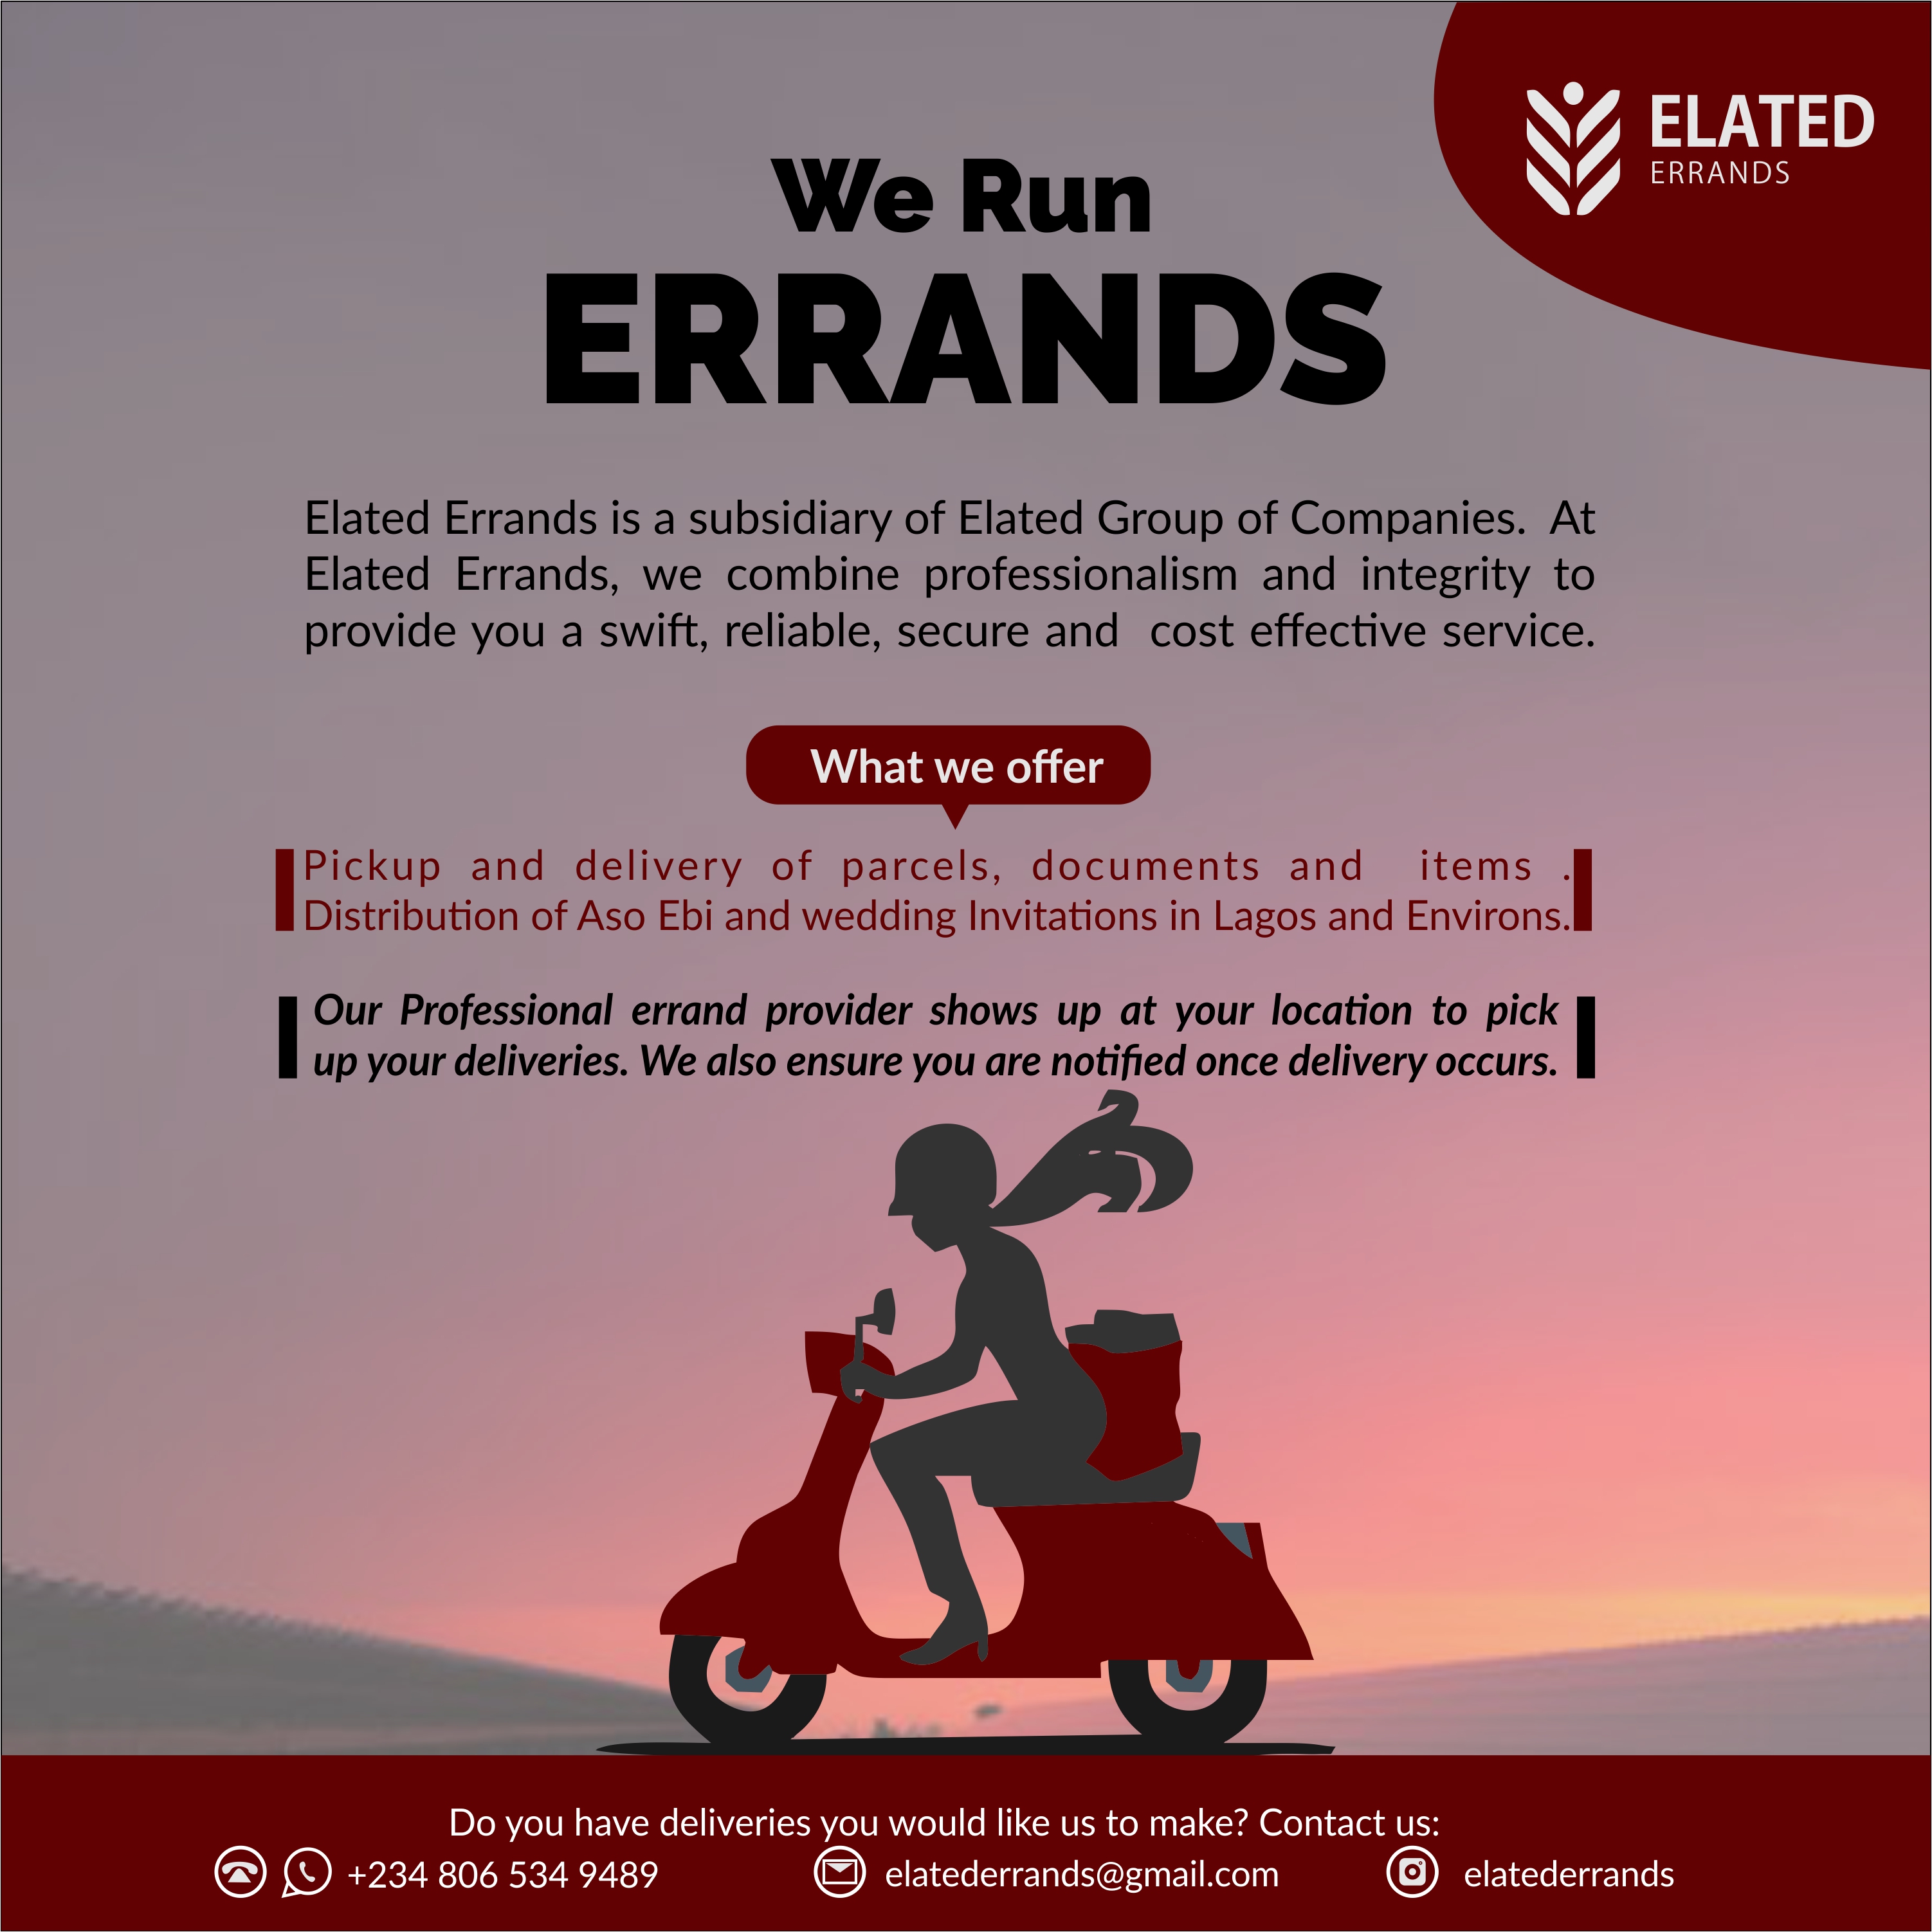 ELATED
ERRANDS
We Run
ERRANDS
Elated Errands is a subsidiary of Elated Group of Companies. At
Elated Errands, we combine professionalism and integrity to
provide you a swift, reliable, secure and cost effective service.
What we offer
Pickup and delivery of parcels, documents and items .
Distribution of Aso Ebi and wedding Invitations in Lagos and Environs.
Our Professional errand provider shows up at your location to pick
up your deliveries. We also ensure you are notified once delivery occurs.
Do you have deliveries you would like us to make? Contact us:
+234 806 534 9489 elatederrands@gmail.com elatederrands